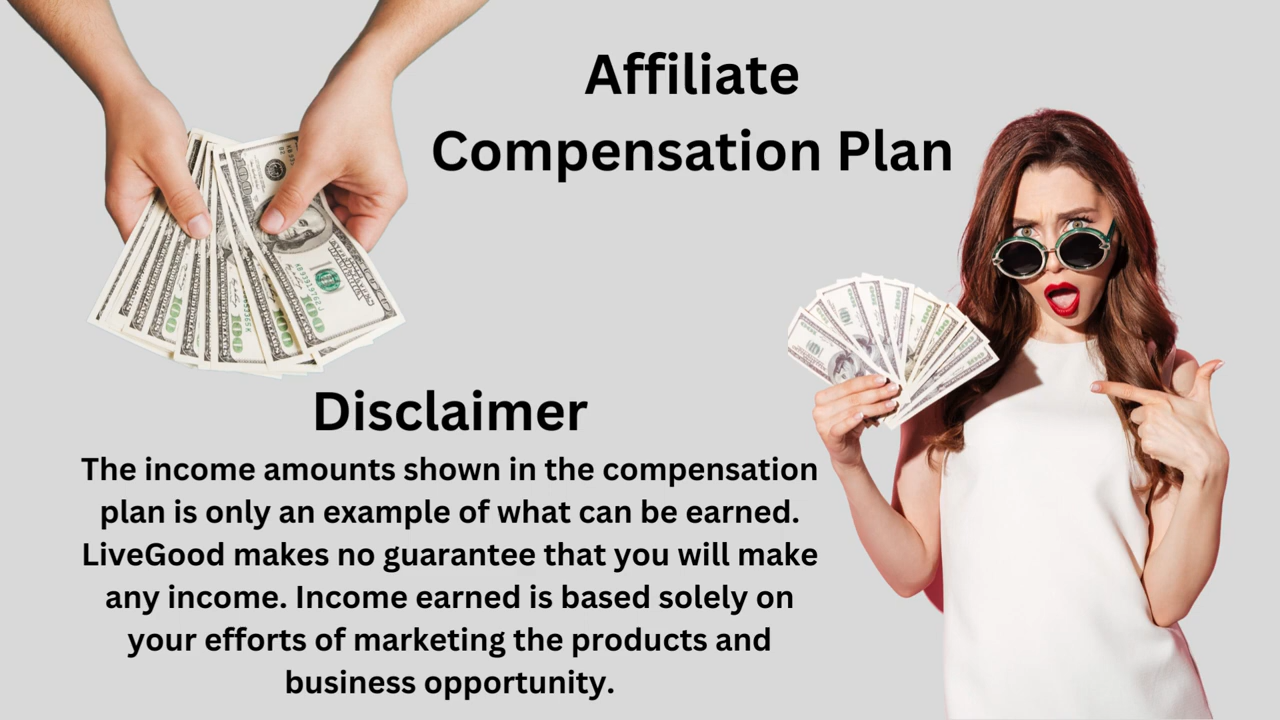 Affiliate
Compensation Plan
Disclaimer
The income amounts shown in the compensation
plan is only an example of what can be earned.
LiveGood makes no guarantee that you will make
any income. Income earned is based solely on
your efforts of marketing the products and
business opportunity.